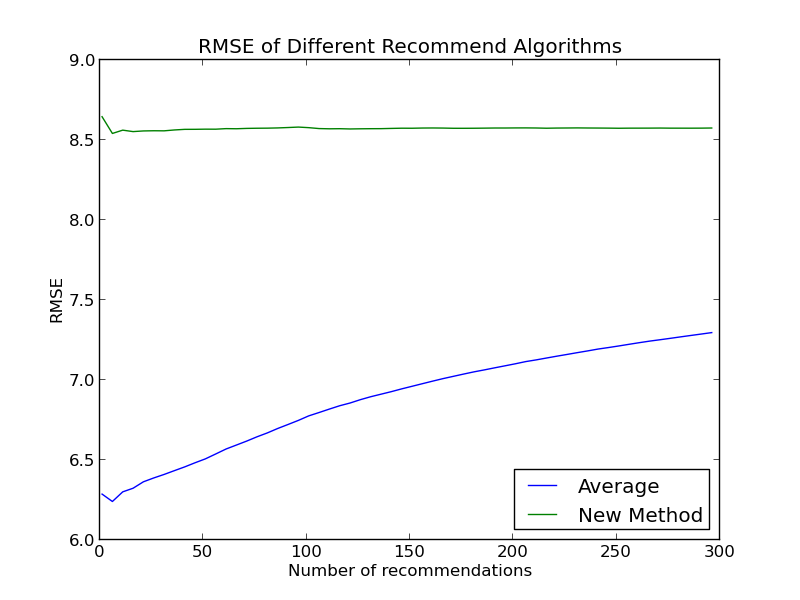 RMSE of Different Recommend Algorithms
9.0
8.5
8.0
7.5
7.0
6.5
6.0
RMSE
0 50 100 150 200 250 300
Number of recommendations
Average
New Method